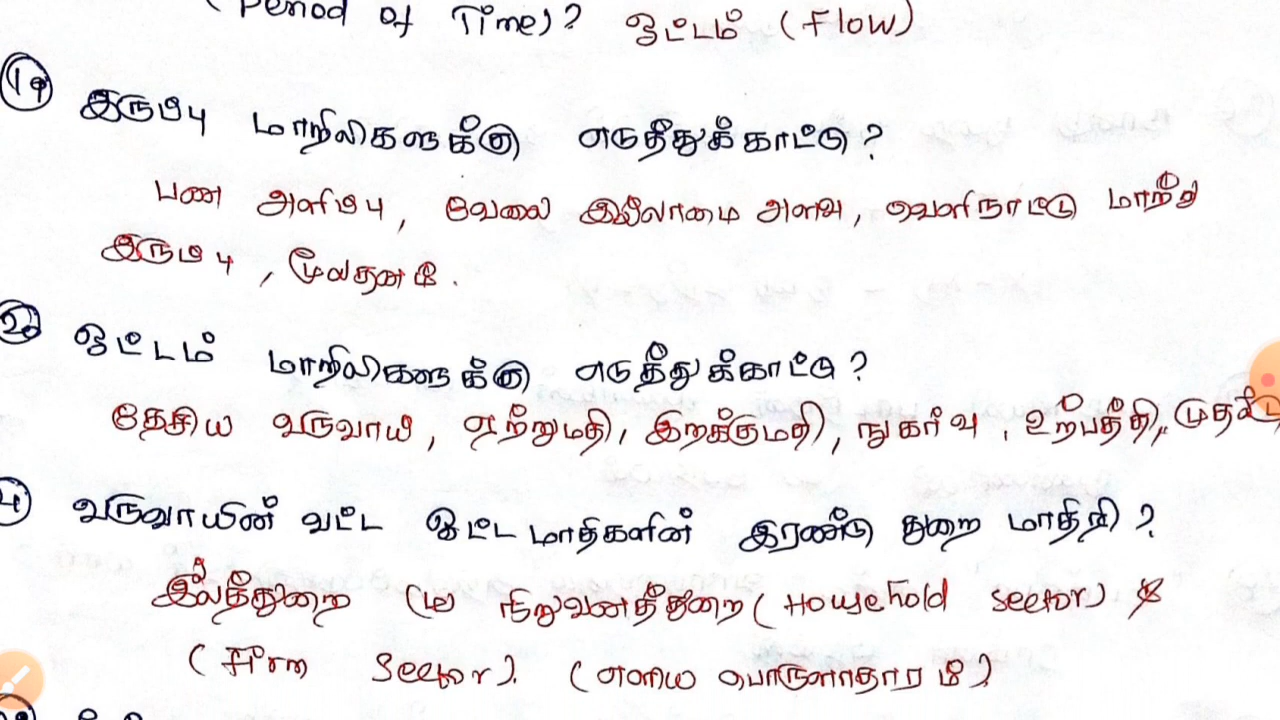 (Period of Time)? ஓட்டம் (Flow)
19 இருப்பு மாறிலிகளுக்கு எடுத்துக்காட்டு?
பண அளிப்பு, வேலை இல்லாமை அளவு, வெளிநாட்டு மாற்று
இருப்பு, மூலதனம்.
ஓட்டம் மாறிலிகளுக்கு எடுத்துக்காட்டு?
தேசிய வருவாய், ஏற்றுமதி, இறக்குமதி, நுகர்வு, உற்பத்தி,
வருவாயின் வட்ட ஓட்ட மாதிகளின் இரண்டு துறை மாதிரி?
இல்லத்துறை (ம) நிறுவனத்துறை (Household sector) &
(Firm Sector). (எளிய பொருளாதாரம்)